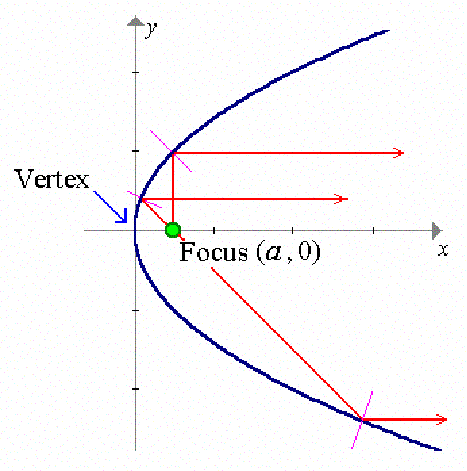 y
Vertex
Focus (a, 0)
x